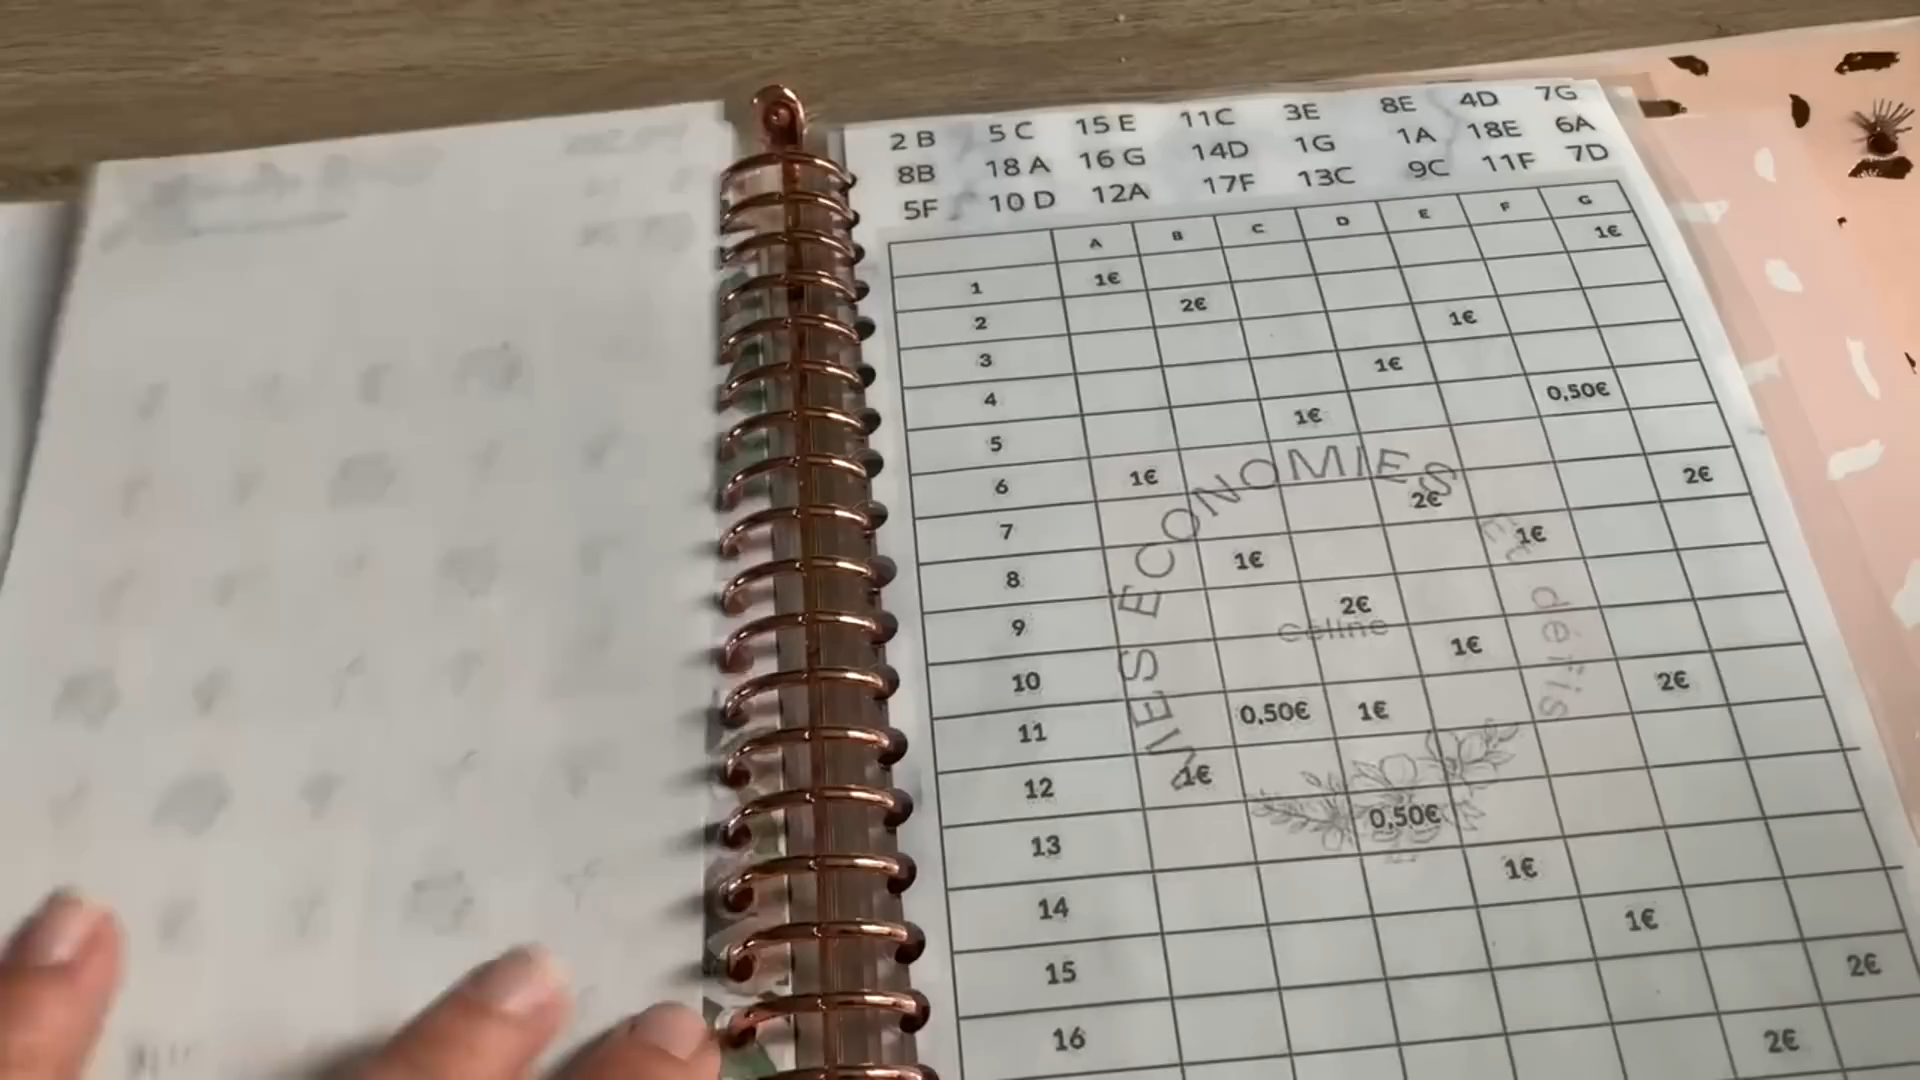 2 B 5 C 15 E 11C 3E 8E 4D 7G
8B 18 A 16 G 14D 1G 1A 18E 6A
5F 10 D 12A 17F 13C 9C 11F 7D
A B C D E F G
1 1€ 1€
2 2€
3 1€
4 1€
5 1€ 0,50€
6 1€
7 2€ 2€
8 1€ 1€
9 2€
10 1€
11 0,50€ 1€ 2€
12 1€
13 0,50€
14 1€
15 1€
16 2€
2€
MES ECONOMIES
Et défis
celine